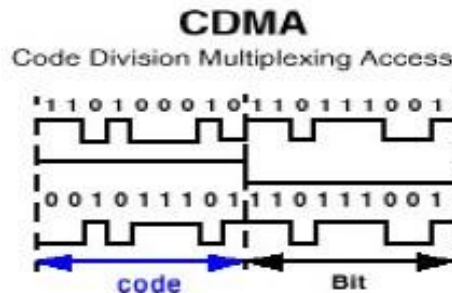 CDMA
Code Division Multiplexing Access
1 1 0 1 0 0 0 1 0 1 1 0 1 1 1 0 0 1
0 0 1 0 1 1 1 0 1 1 1 0 1 1 1 0 0 1
code Bit